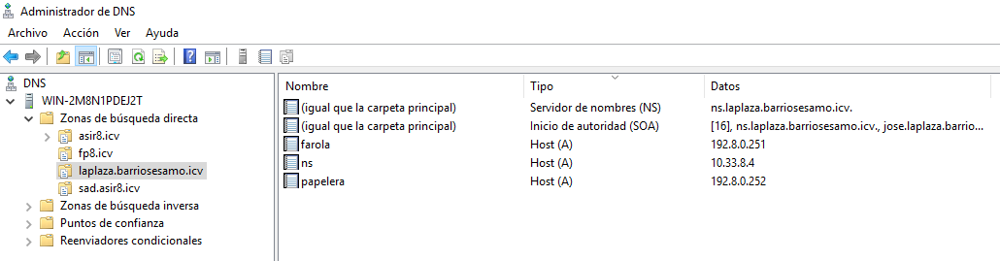 Administrador de DNS
Archivo Acción Ver Ayuda
DNS
WIN-2M8N1PDEJ2T
Zonas de búsqueda directa
asir8.icv
fp8.icv
laplaza.barriosesamo.icv
sad.asir8.icv
Zonas de búsqueda inversa
Puntos de confianza
Reenviadores condicionales
Nombre Tipo Datos
(igual que la carpeta principal) Servidor de nombres (NS) ns.laplaza.barriosesamo.icv.
(igual que la carpeta principal) Inicio de autoridad (SOA) [16], ns.laplaza.barriosesamo.icv., jose.laplaza.barrio...
farola Host (A) 192.8.0.251
ns Host (A) 10.33.8.4
papelera Host (A) 192.8.0.252